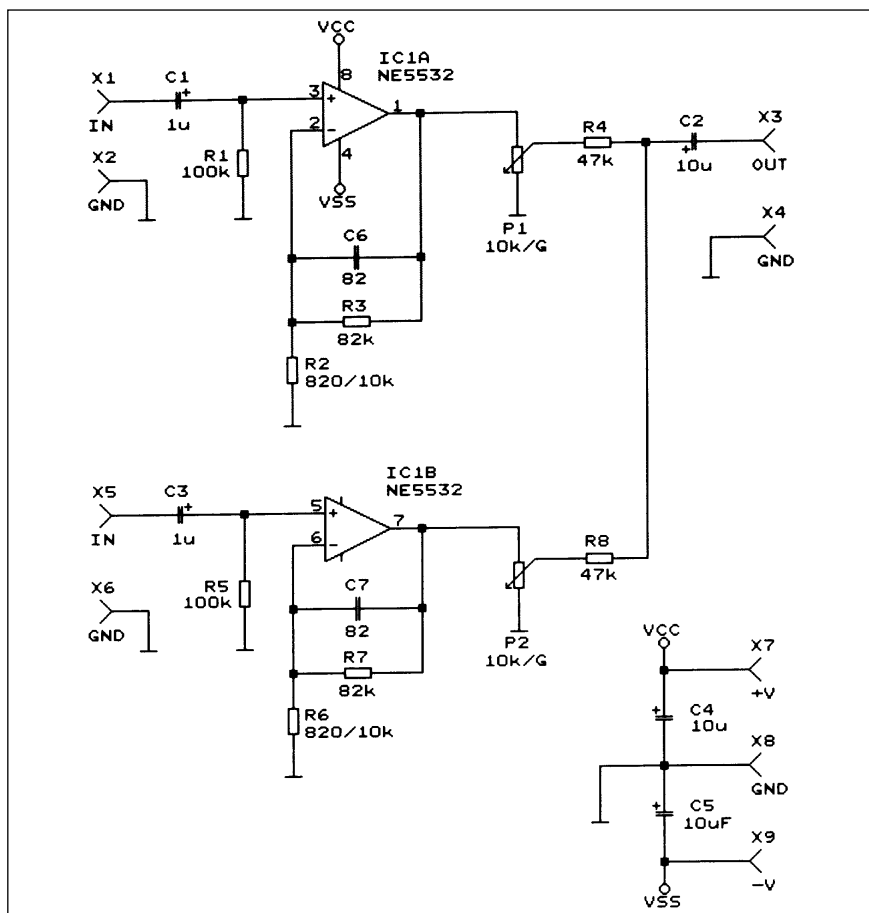 VCC
IC1A
NE5532
X1
C1
+
8
3
+
1
X3
IN
1u
2
−
R4
C2
X2
R1
100k
4
47k
+
10u
OUT
GND
VSS
X4
P1
10k/G
GND
C6
82
R3
82k
R2
820/10k
IC1B
NE5532
X5
C3
+
5
+
7
IN
1u
6
−
R8
47k
X6
R5
100k
GND
C7
82
P2
10k/G
VCC
X7
R7
82k
+V
R6
820/10k
+
C4
10u
X8
GND
+
C5
10uF
X9
VSS
−V